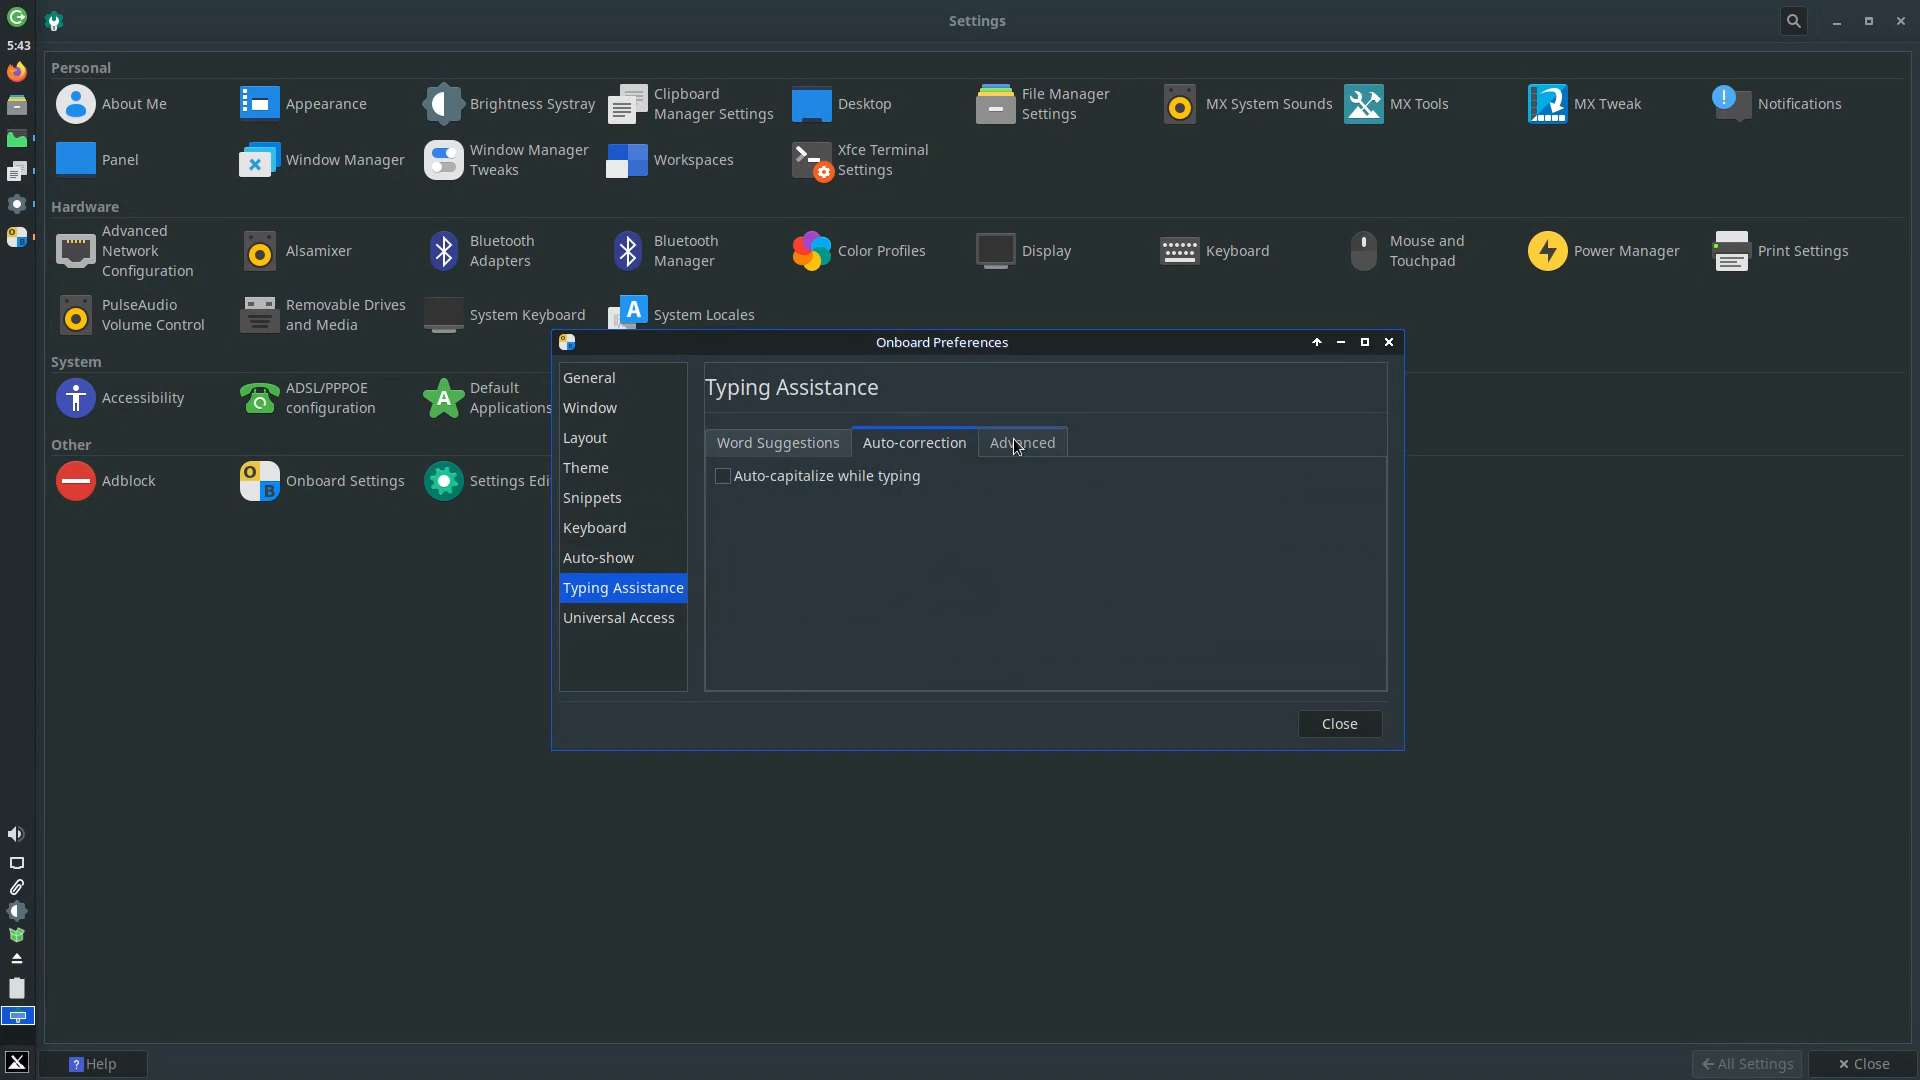 Settings
5:43
Personal
About Me
Appearance
Brightness Systray
Clipboard
Manager Settings
Desktop
File Manager
Settings
MX System Sounds
MX Tools
MX Tweak
Notifications
Panel
Window Manager
Window Manager
Tweaks
Workspaces
Xfce Terminal
Settings
Hardware
Advanced
Network
Configuration
Alsamixer
Bluetooth
Adapters
Bluetooth
Manager
Color Profiles
Display
Keyboard
Mouse and
Touchpad
Power Manager
Print Settings
PulseAudio
Volume Control
Removable Drives
and Media
System Keyboard
A
System Locales
System
Accessibility
ADSL/PPPOE
configuration
A
Default
Applications
Other
Adblock
O
B
Onboard Settings
Settings Edi
Onboard Preferences
General
Window
Layout
Theme
Snippets
Keyboard
Auto-show
Typing Assistance
Universal Access
Typing Assistance
Word Suggestions
Auto-correction
Advanced
Auto-capitalize while typing
Close
? Help
All Settings
Close